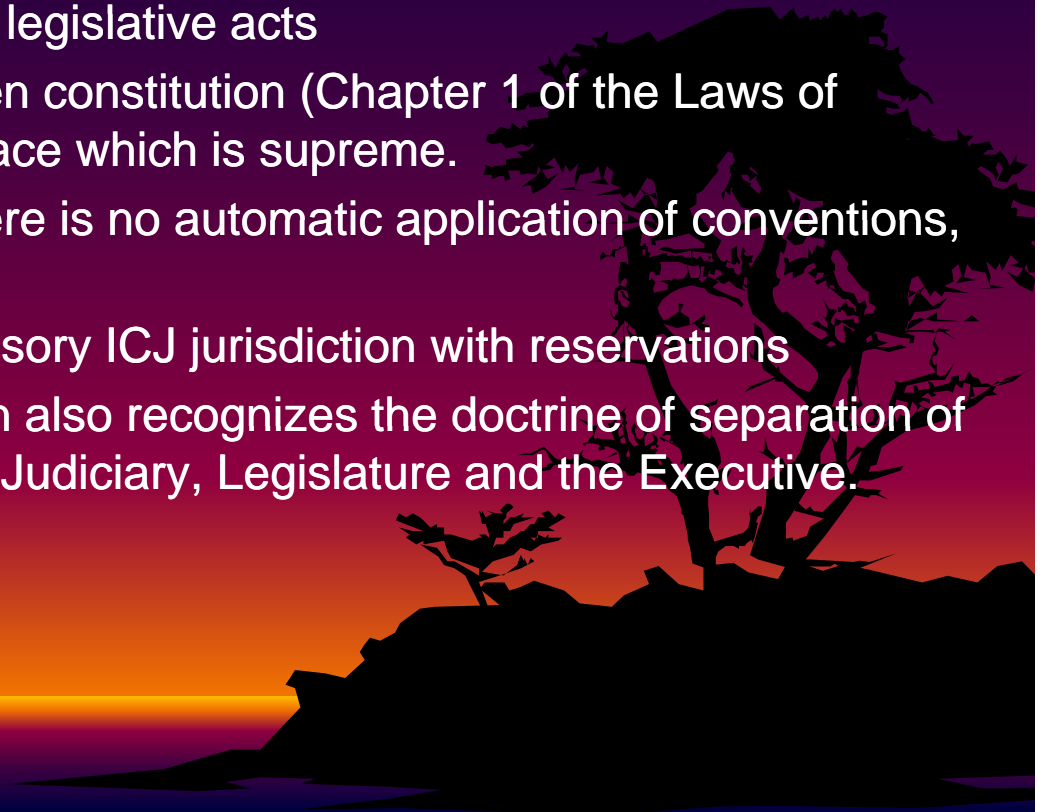 legislative acts
en constitution (Chapter 1 of the Laws of
ace which is supreme.
ere is no automatic application of conventions,
sory ICJ jurisdiction with reservations
n also recognizes the doctrine of separation of
Judiciary, Legislature and the Executive.